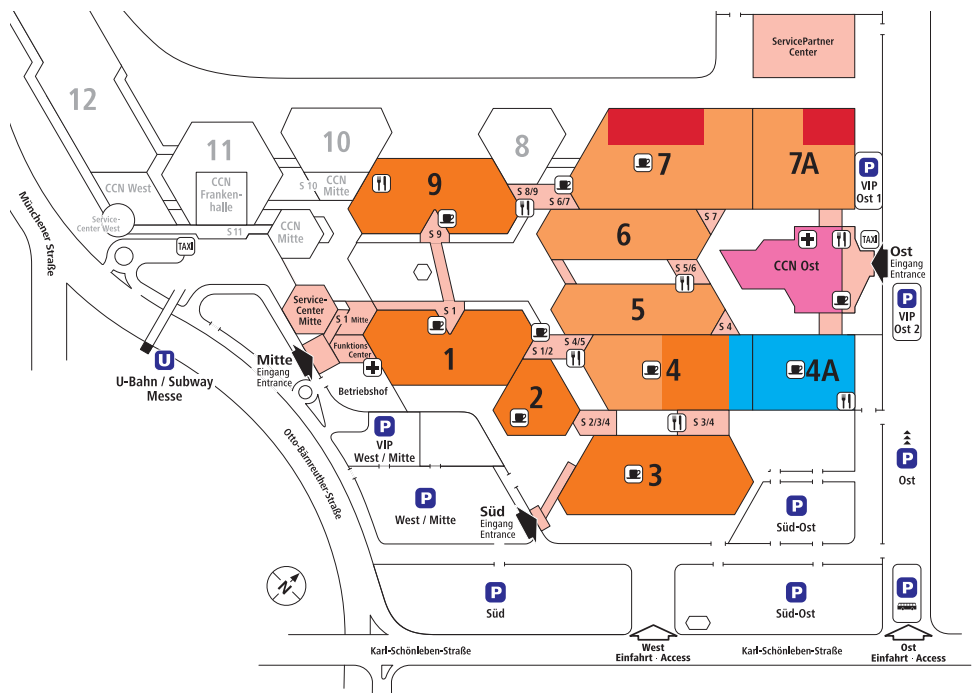 ServicePartner
Center
12
11
10
8
9
7
7A
CCN West
CCN
Franken-
halle
S 10
CCN
Mitte
Service-
Center West
S 11
CCN
Mitte
TAXI
S 8/9
S 6/7
P
VIP
Ost 1
S 9
6
S 7
CCN Ost
TAXI
Ost
Eingang
Entrance
S 5/6
P
VIP
Ost 2
Münchener Straße
Service-
Center
Mitte
S 1 Mitte
S 1
5
S 4
Funktions
Center
1
S 1/2
S 4/5
4
4A
Mitte
Eingang
Entrance
U
U-Bahn / Subway
Messe
Betriebshof
2
P
VIP
West / Mitte
S 2/3/4
S 3/4
P
Ost
Otto-Bärnreuther-Straße
3
P
West / Mitte
Süd
Eingang
Entrance
P
Süd-Ost
N
P
Süd
P
Süd-Ost
P
Karl-Schönleben-Straße
West
Einfahrt · Access
Karl-Schönleben-Straße
Ost
Einfahrt · Access